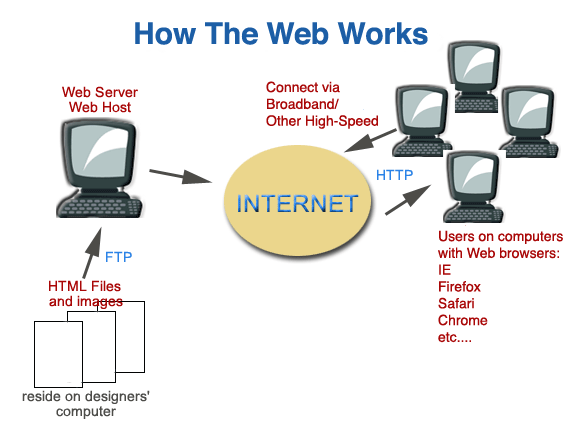 How The Web Works
Web Server
Web Host
Connect via
Broadband/
Other High-Speed
INTERNET
HTTP
FTP
HTML Files
and images
reside on designers'
computer
Users on computers
with Web browsers:
IE
Firefox
Safari
Chrome
etc....